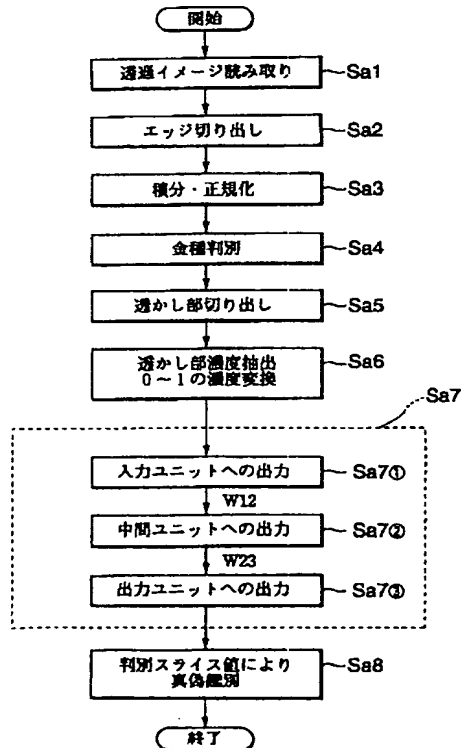 開始
透過イメージ読み取り
Sa1
エッジ切り出し
Sa2
積分・正規化
Sa3
金種判別
Sa4
透かし部切り出し
Sa5
透かし部濃度抽出
0～1の濃度変換
Sa6
Sa7
入力ユニットへの出力
Sa7①
W12
中間ユニットへの出力
Sa7②
W23
出力ユニットへの出力
Sa7③
判別スライス値により
真偽鑑別
Sa8
終了